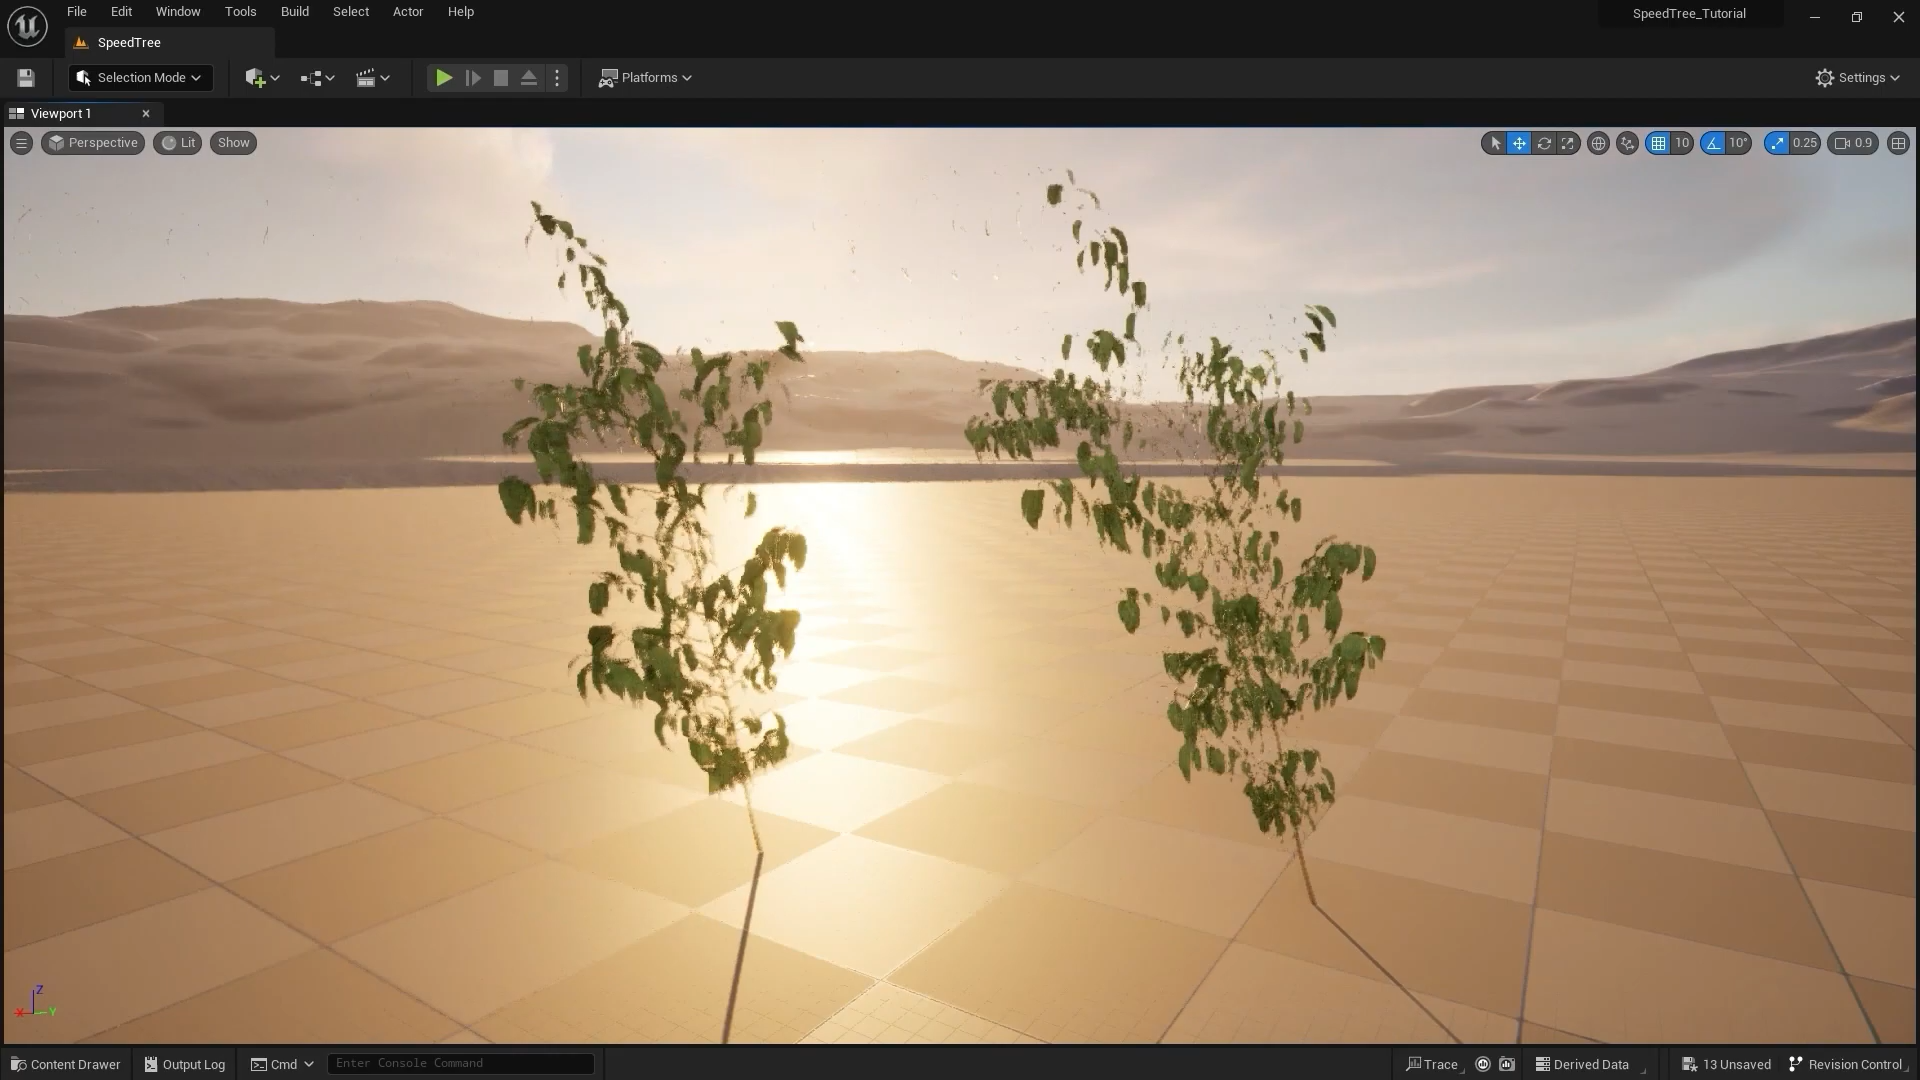 File Edit Window Tools Build Select Actor Help
SpeedTree_Tutorial
SpeedTree
Selection Mode
Platforms
Settings
Viewport 1
Perspective Lit Show
10 10° 0.25 0.9
Z
X Y
Content Drawer Output Log Cmd Enter Console Command
Trace Derived Data 13 Unsaved Revision Control